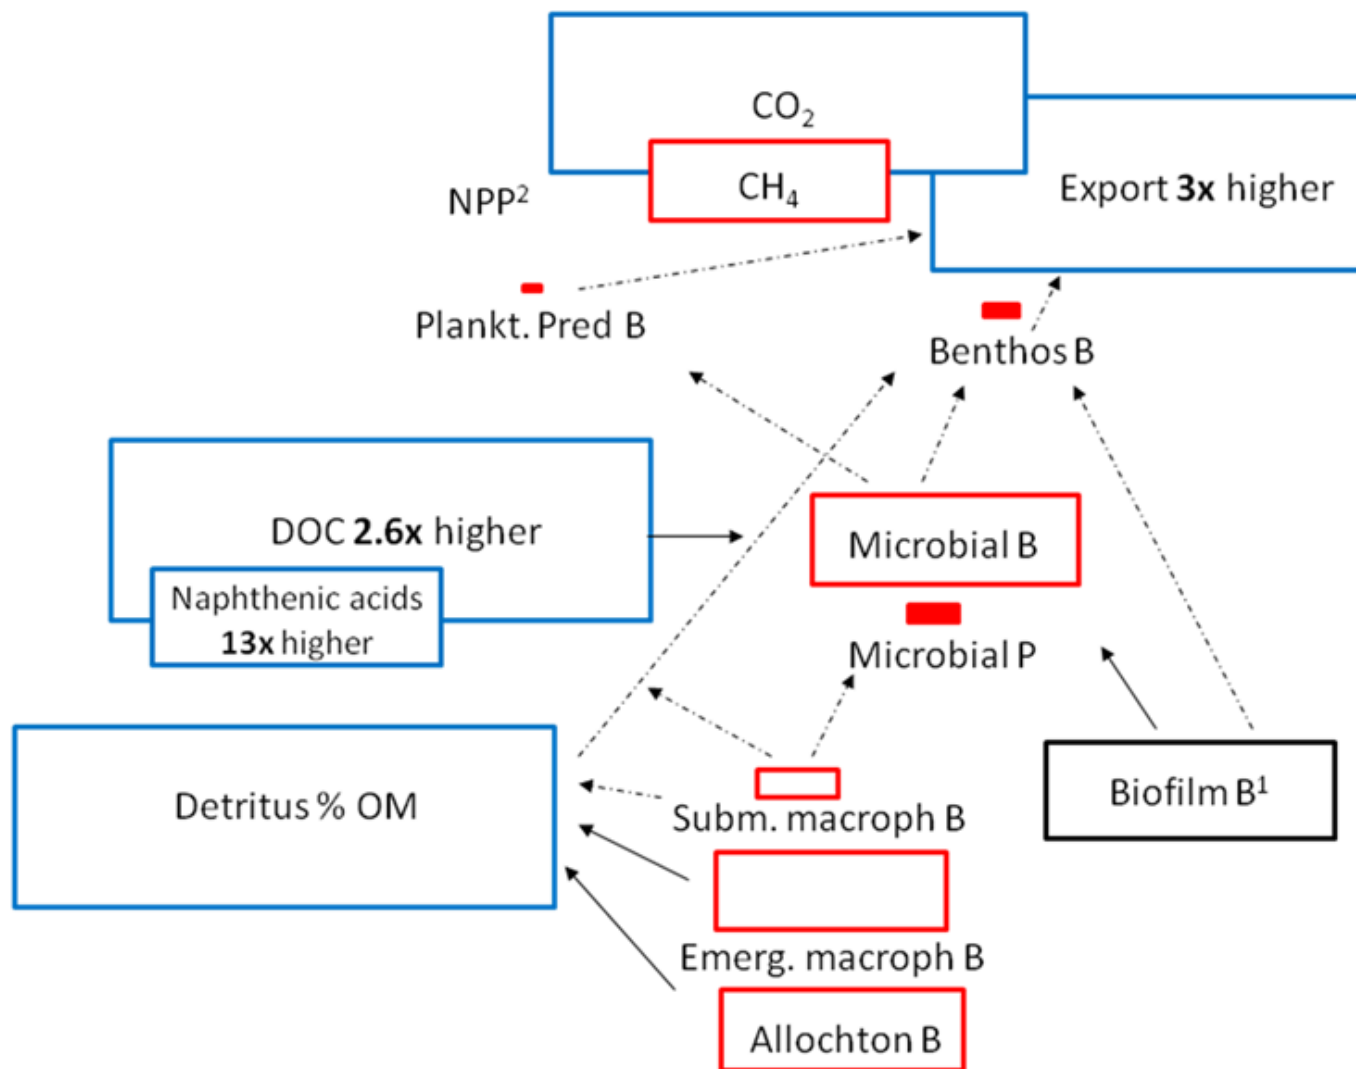 CO₂
CH₄
Export 3x higher
NPP²
Plankt. Pred B
Benthos B
DOC 2.6x higher
Microbial B
Naphthenic acids
13x higher
Microbial P
Detritus % OM
Subm. macroph B
Biofilm B¹
Emerg. macroph B
Allochton B